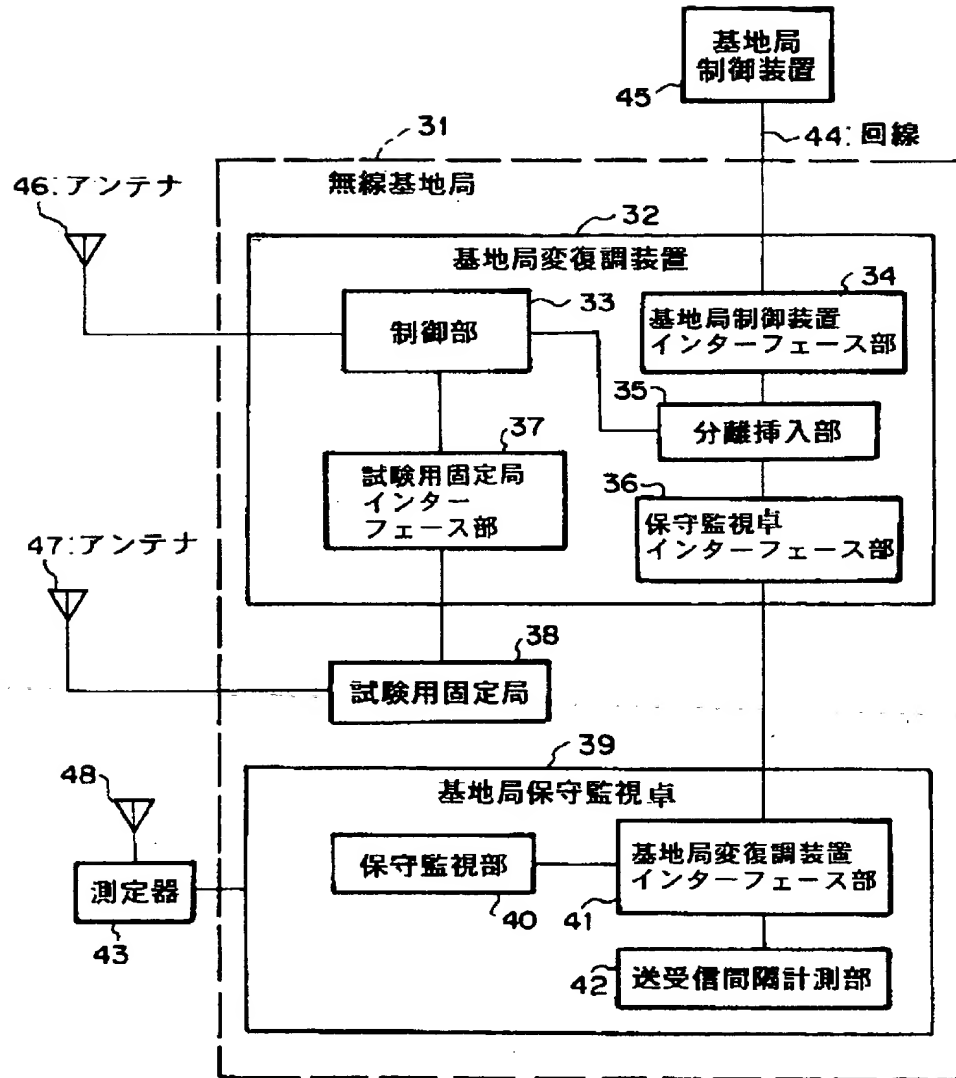 基地局
制御装置
45
31
44:回線
46:アンテナ
無線基地局
32
基地局変復調装置
33
34
制御部
基地局制御装置
インターフェース部
35
分離挿入部
37
試験用固定局
インター
フェース部
36
保守監視卓
インターフェース部
47:アンテナ
38
試験用固定局
39
基地局保守監視卓
48
保守監視部
40
基地局変復調装置
インターフェース部
41
測定器
43
42
送受信間隔計測部